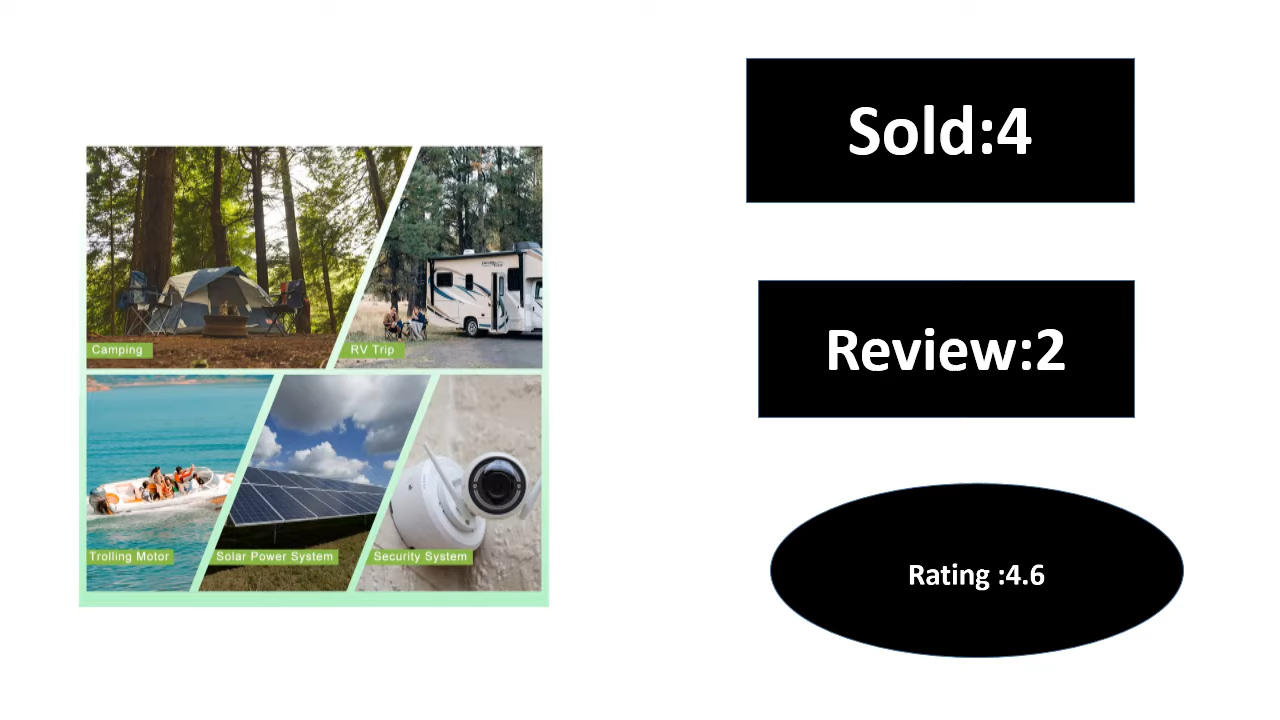 Sold:4
Review:2
Rating :4.6
Camping
RV Trip
Trolling Motor
Solar Power System
Security System